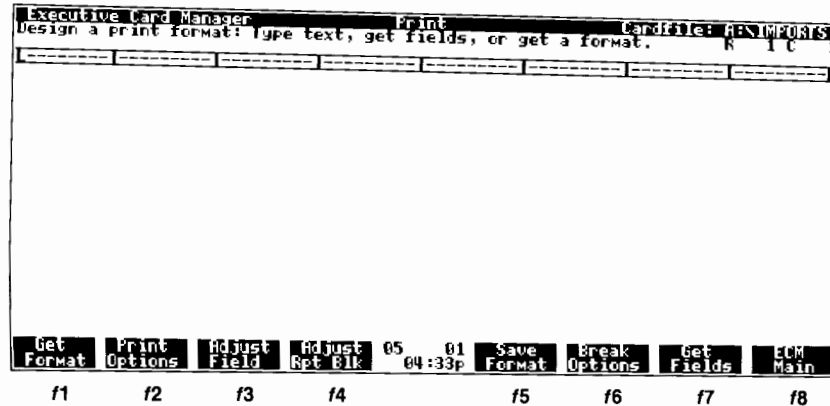 Executive Card Manager Print Cardfile: A:\IMPORTS
Design a print format: Type text, get fields, or get a format. R 1 C
Get Format Print Options Adjust Field Adjust Rpt Blk 05 01 04:33p Save Format Break Options Get Fields ECM Main
f1 f2 f3 f4 f5 f6 f7 f8